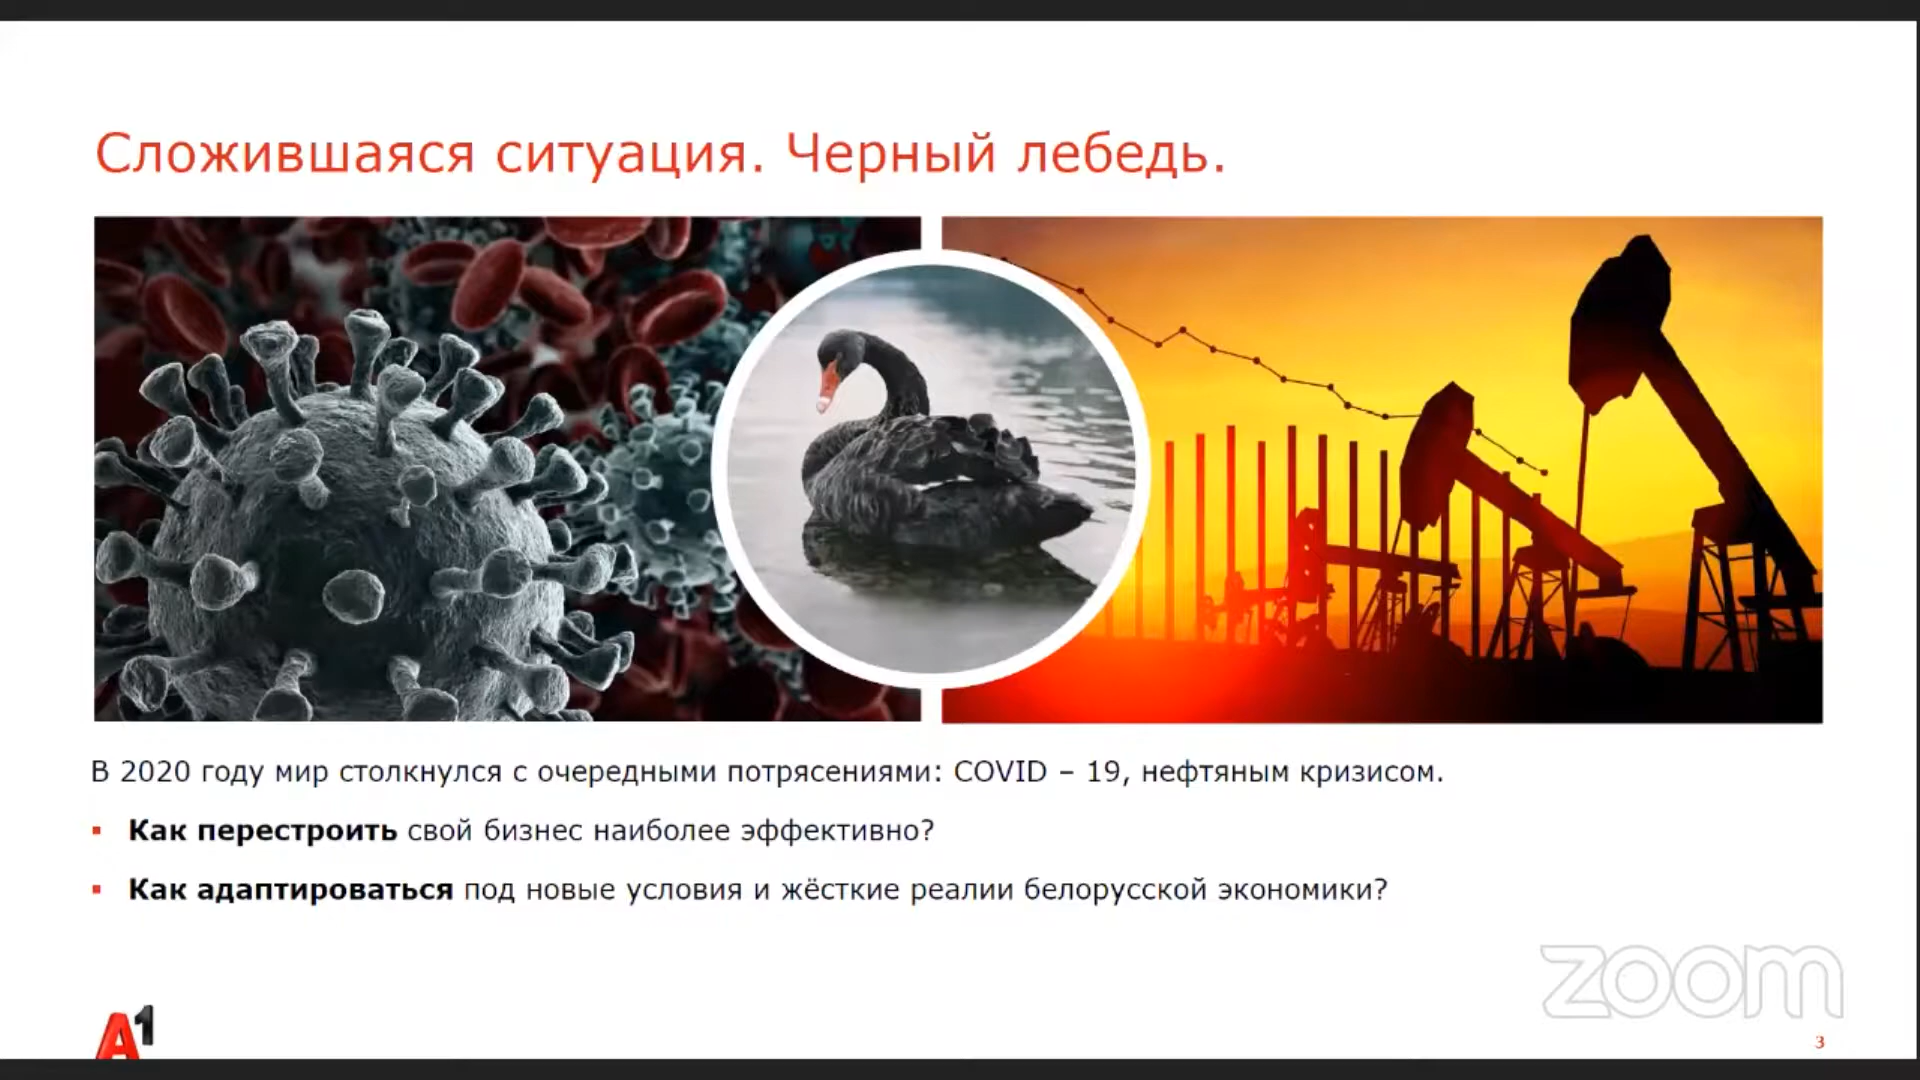 Сложившаяся ситуация. Черный лебедь.
В 2020 году мир столкнулся с очередными потрясениями: COVID – 19, нефтяным кризисом.
▪ Как перестроить свой бизнес наиболее эффективно?
▪ Как адаптироваться под новые условия и жёсткие реалии белорусской экономики?
zoom
A1
3